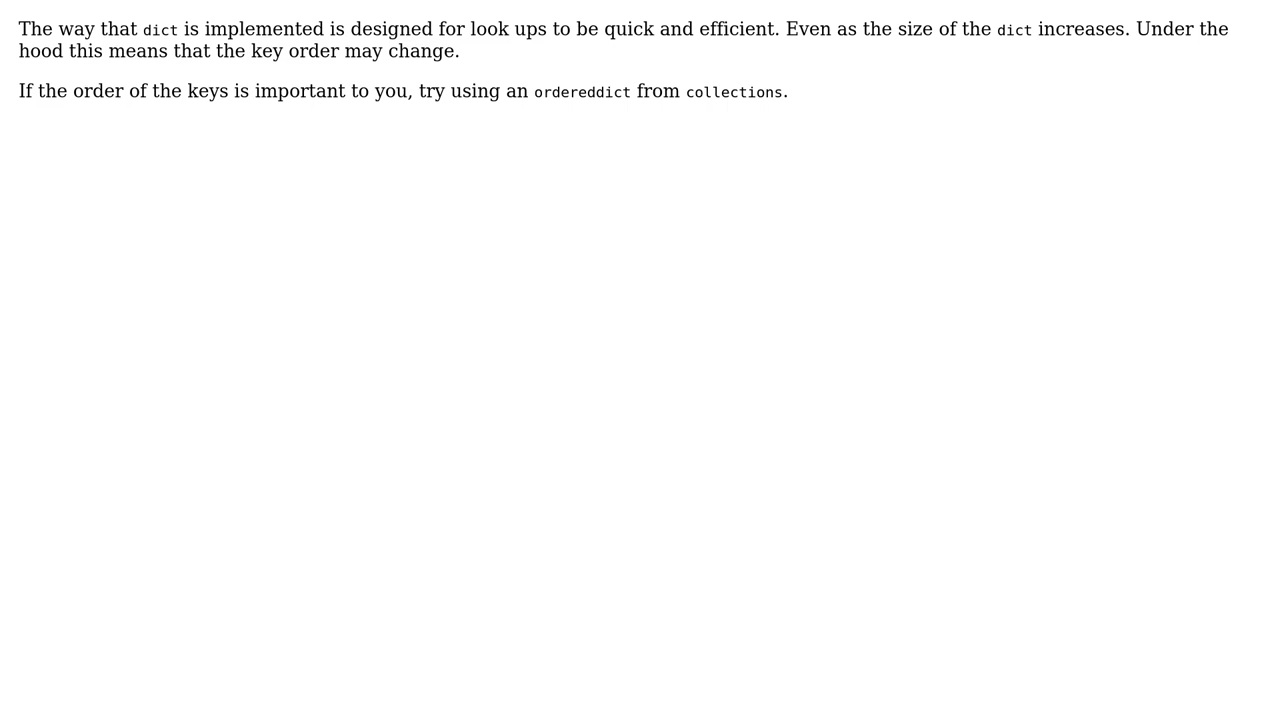 The way that dict is implemented is designed for look ups to be quick and efficient. Even as the size of the dict increases. Under the
hood this means that the key order may change.
If the order of the keys is important to you, try using an ordereddict from collections.